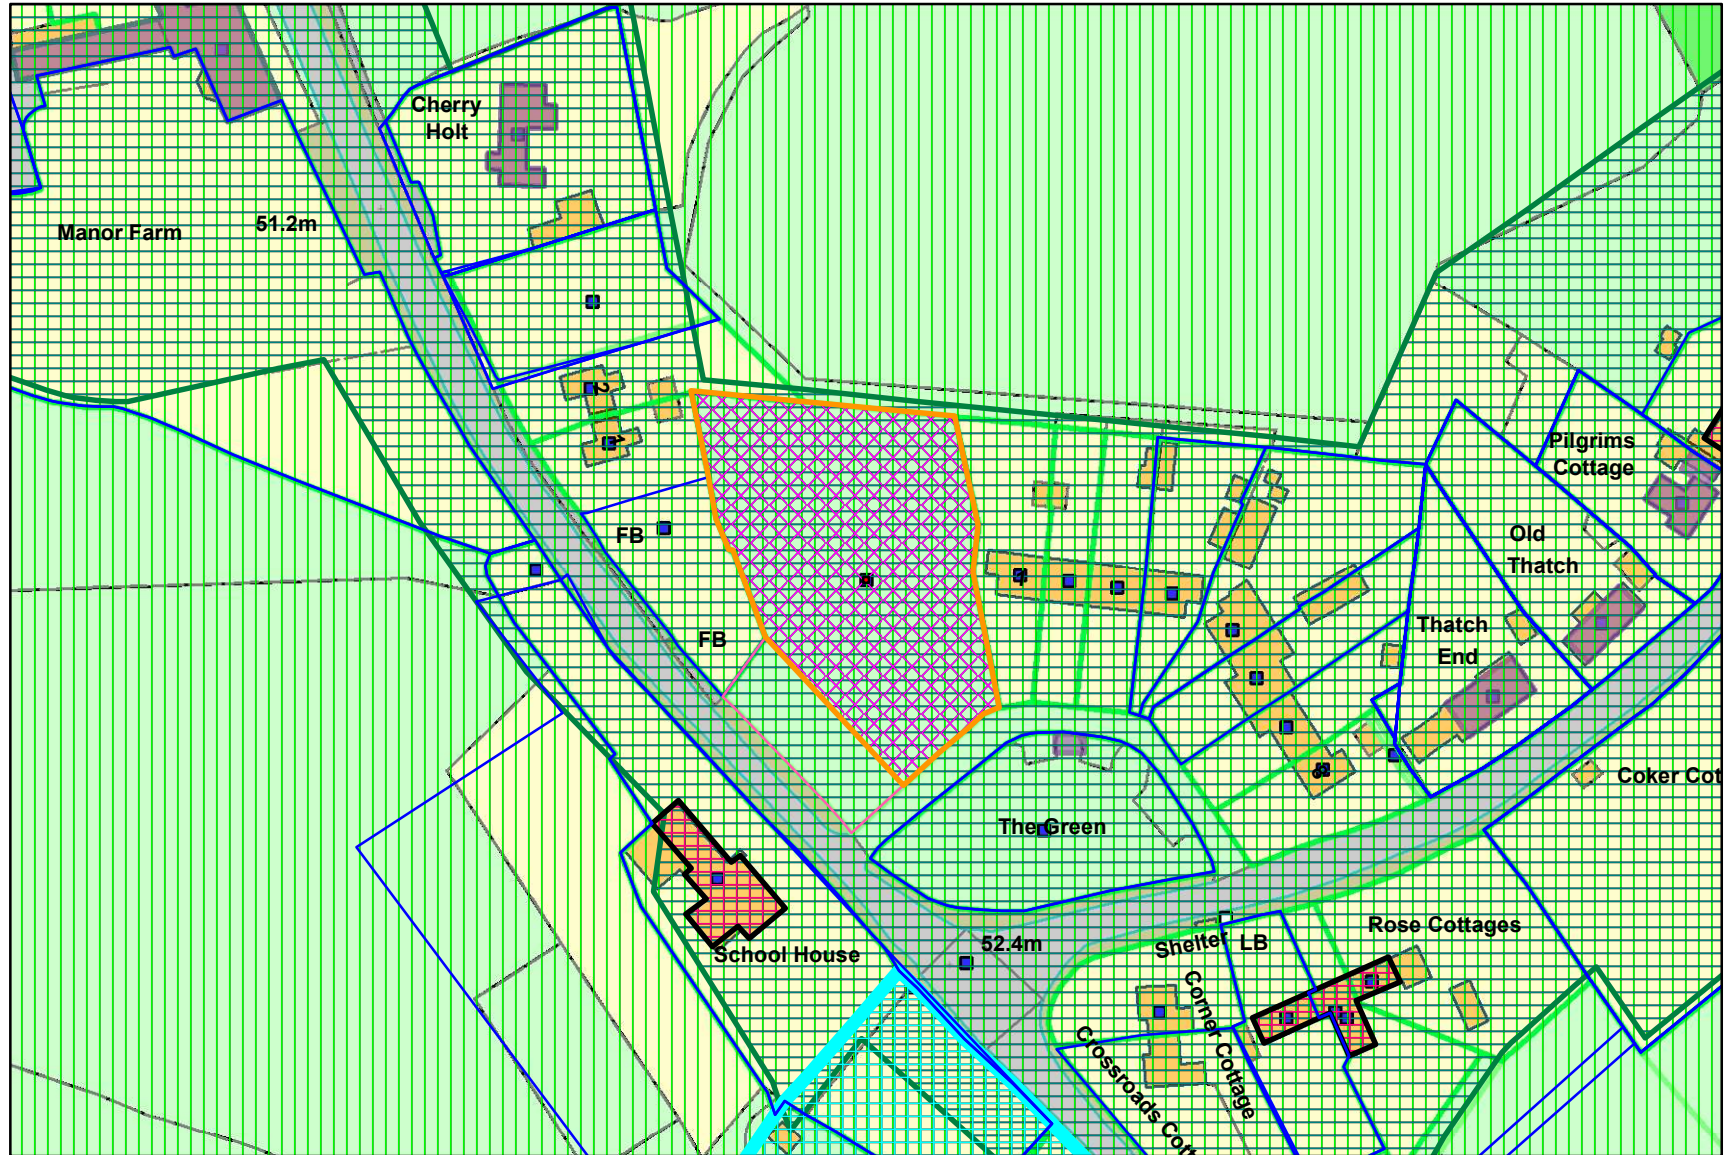 Cherry
Holt
Manor Farm
51.2m
2
1
FB
FB
Pilgrims
Cottage
Old
Thatch
Thatch
End
The Green
Coker Cot
School House
52.4m
Shelter
LB
Rose Cottages
Corner Cottage
Crossroads Cott